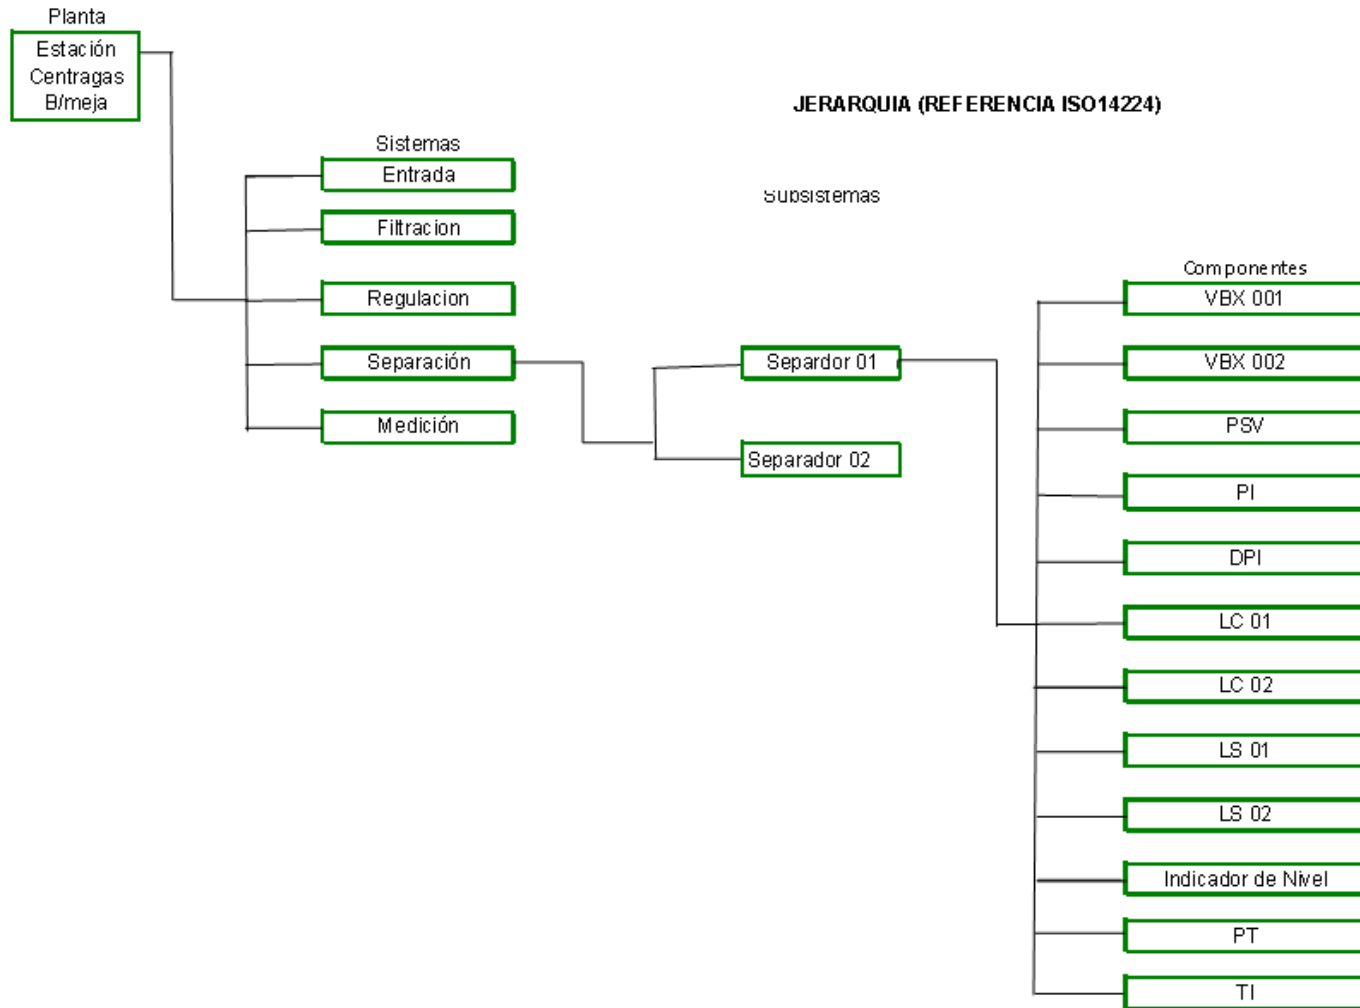 Planta
Estación
Centragas
B/meja
JERARQUIA (REFERENCIA ISO14224)
Sistemas
Entrada
Filtracion
Regulacion
Separación
Medición
Subsistemas
Separdor 01
Separador 02
Componentes
VBX 001
VBX 002
PSV
PI
DPI
LC 01
LC 02
LS 01
LS 02
Indicador de Nivel
PT
TI